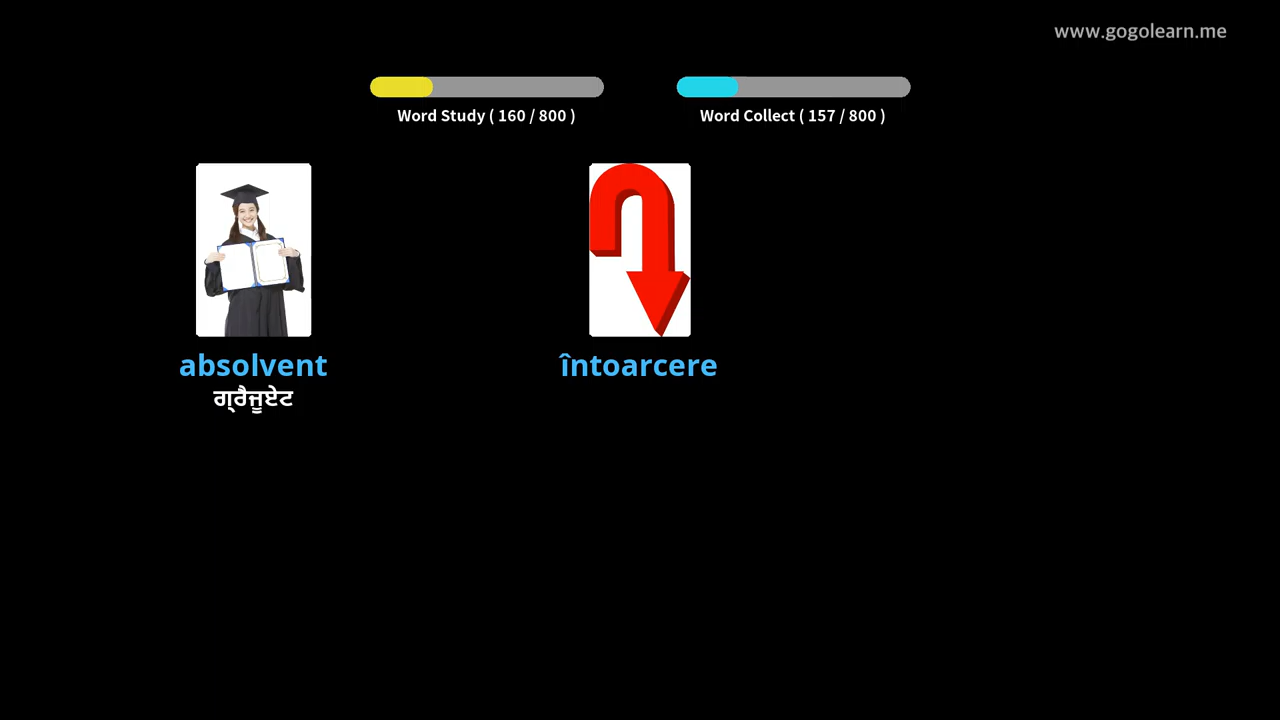 www.gogolearn.me
Word Study ( 160 / 800 )
Word Collect ( 157 / 800 )
absolvent
întoarcere
ਗ੍ਰੈਜੂਏਟ